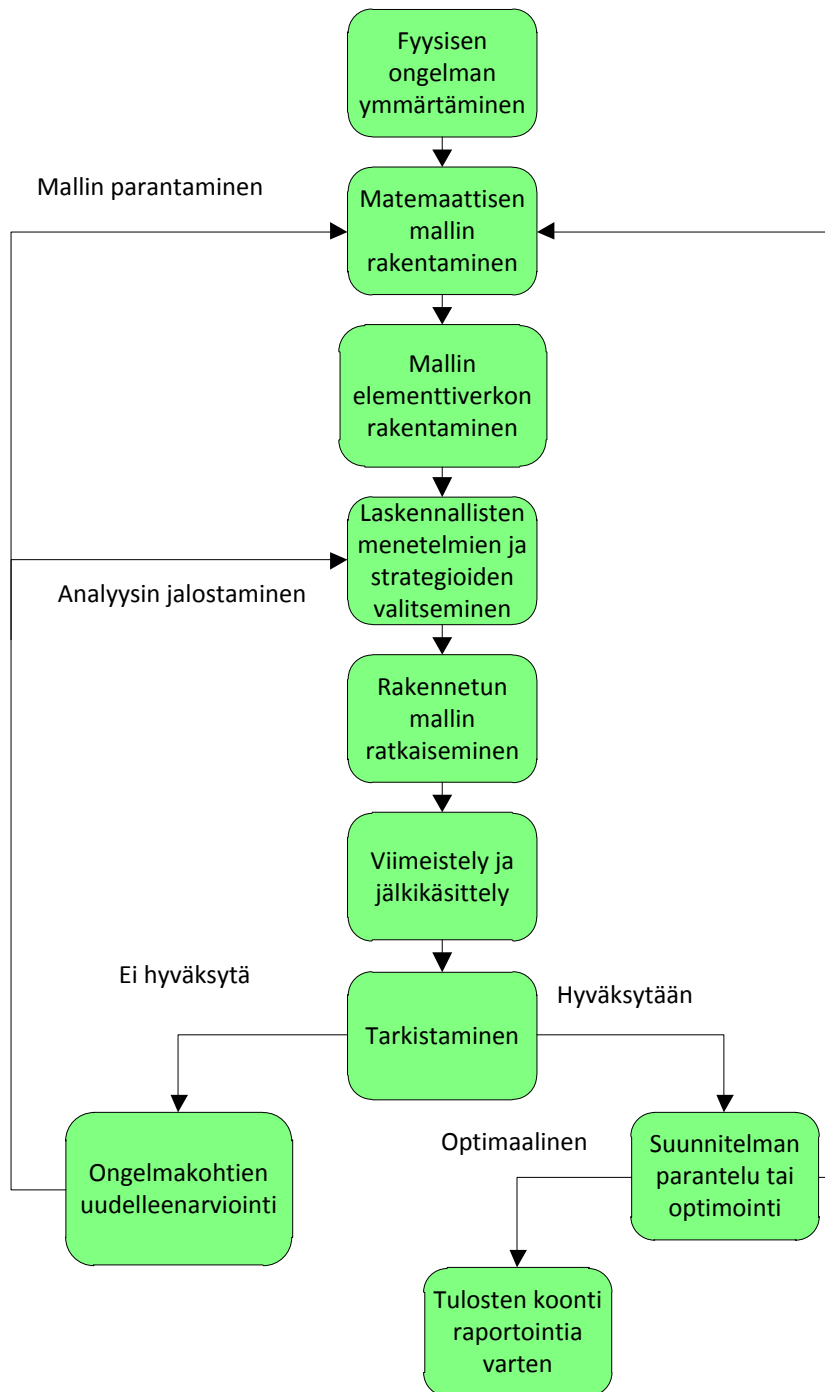 Fyysisen
ongelman
ymmärtäminen
Mallin parantaminen
Matemaattisen
mallin
rakentaminen
Mallin
elementtiverkon
rakentaminen
Laskennallisten
menetelmien ja
strategioiden
valitseminen
Analyysin jalostaminen
Rakennetun
mallin
ratkaiseminen
Viimeistely ja
jälkikäsittely
Ei hyväksytä
Hyväksytään
Tarkistaminen
Ongelmakohtien
uudelleenarviointi
Optimaalinen
Suunnitelman
parantelu tai
optimointi
Tulosten koonti
raportointia
varten